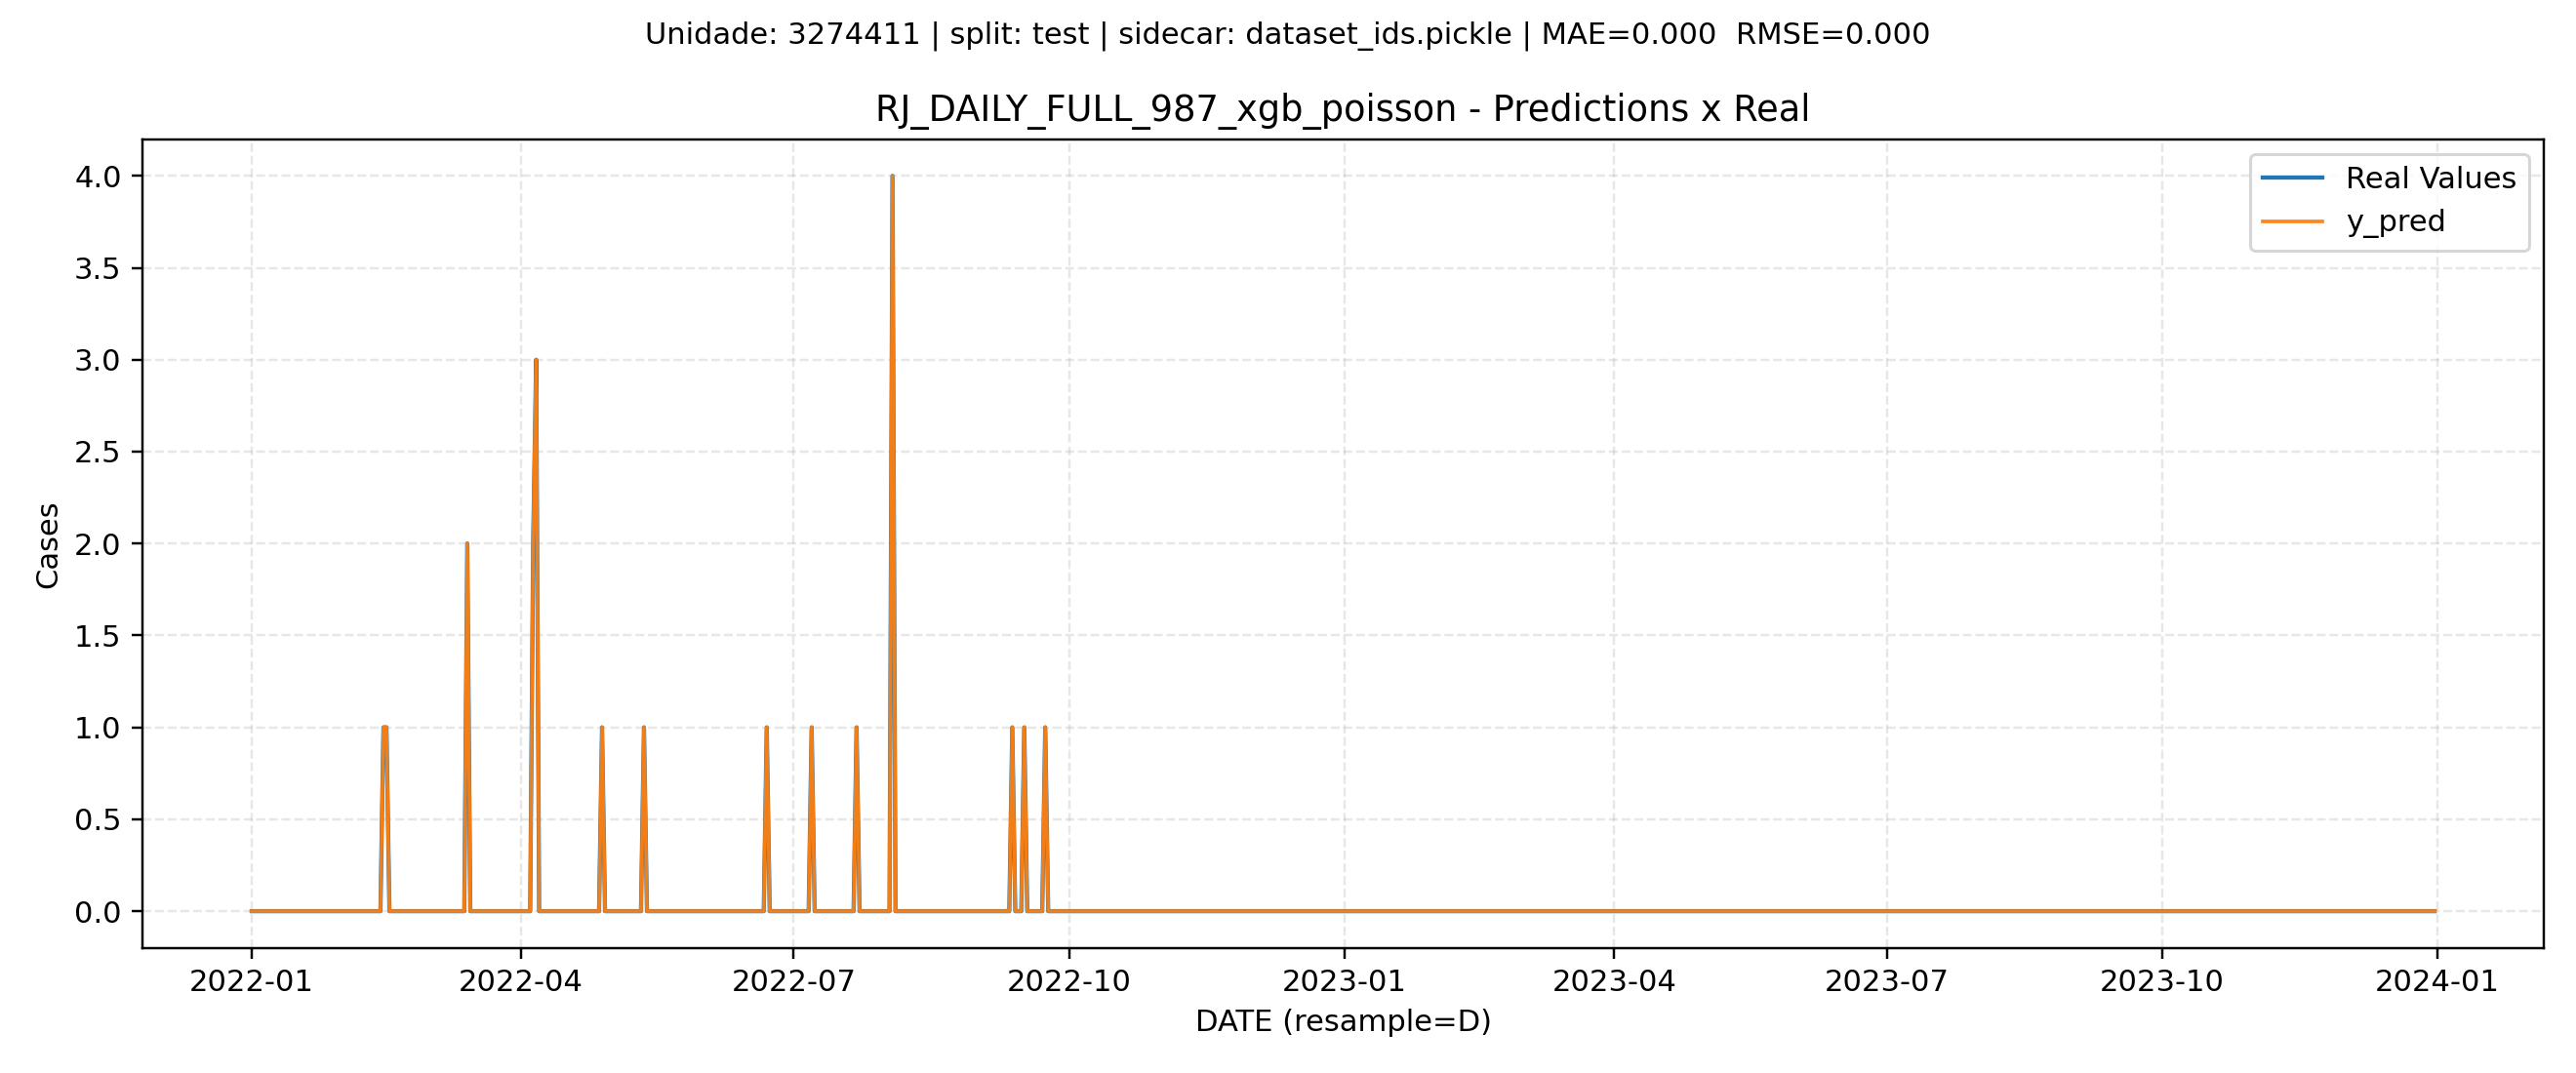 Unidade: 3274411 | split: test | sidecar: dataset_ids.pickle | MAE=0.000  RMSE=0.000
RJ_DAILY_FULL_987_xgb_poisson - Predictions x Real
Real Values
y_pred
Cases
4.0
3.5
3.0
2.5
2.0
1.5
1.0
0.5
0.0
2022-01 2022-04 2022-07 2022-10 2023-01 2023-04 2023-07 2023-10 2024-01
DATE (resample=D)